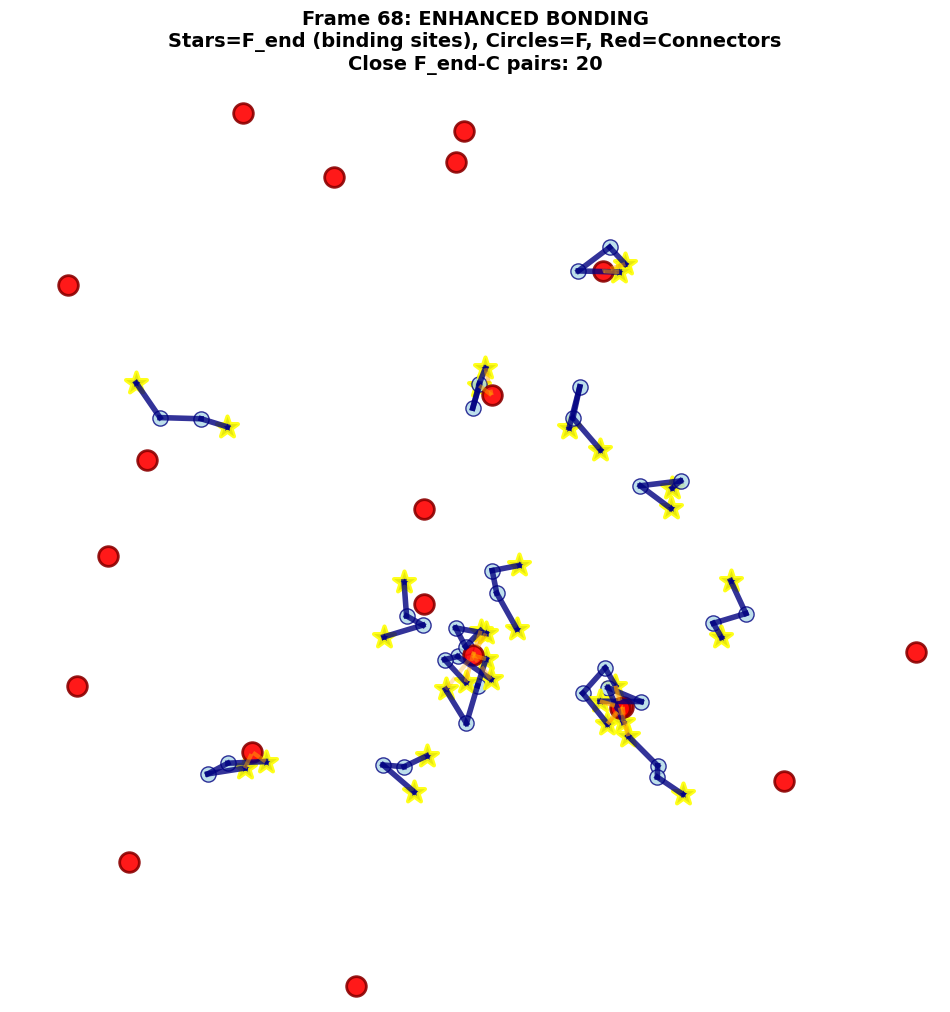 Frame 68: ENHANCED BONDING
Stars=F_end (binding sites), Circles=F, Red=Connectors
Close F_end-C pairs: 20